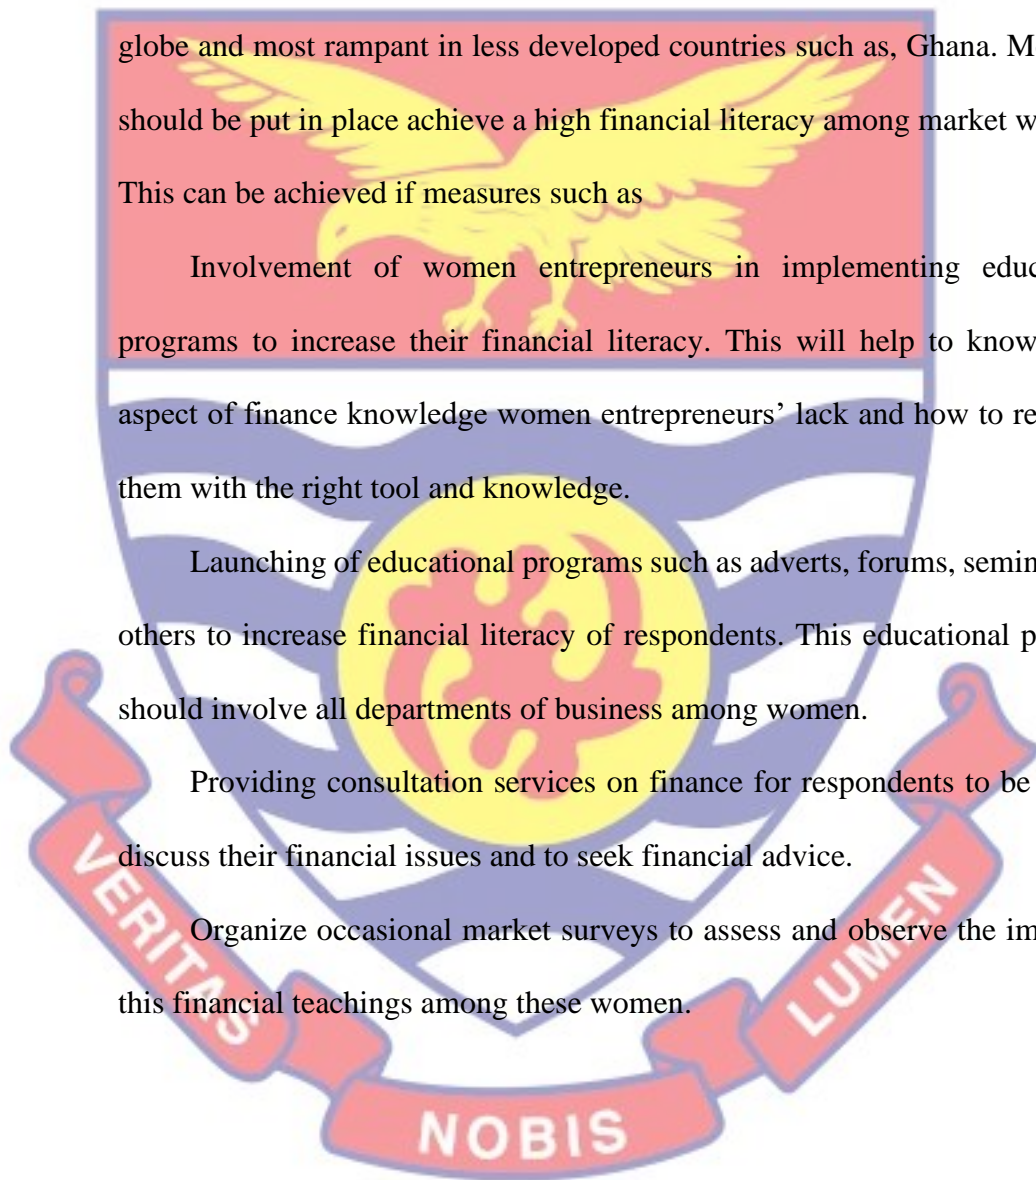 globe and most rampant in less developed countries such as, Ghana. M
should be put in place achieve a high financial literacy among market w
This can be achieved if measures such as
Involvement of women entrepreneurs in implementing educ
programs to increase their financial literacy. This will help to know
aspect of finance knowledge women entrepreneurs’ lack and how to re
them with the right tool and knowledge.
Launching of educational programs such as adverts, forums, semin
others to increase financial literacy of respondents. This educational p
should involve all departments of business among women.
Providing consultation services on finance for respondents to be
discuss their financial issues and to seek financial advice.
Organize occasional market surveys to assess and observe the im
this financial teachings among these women.
VERITAS
NOBIS
LUMEN